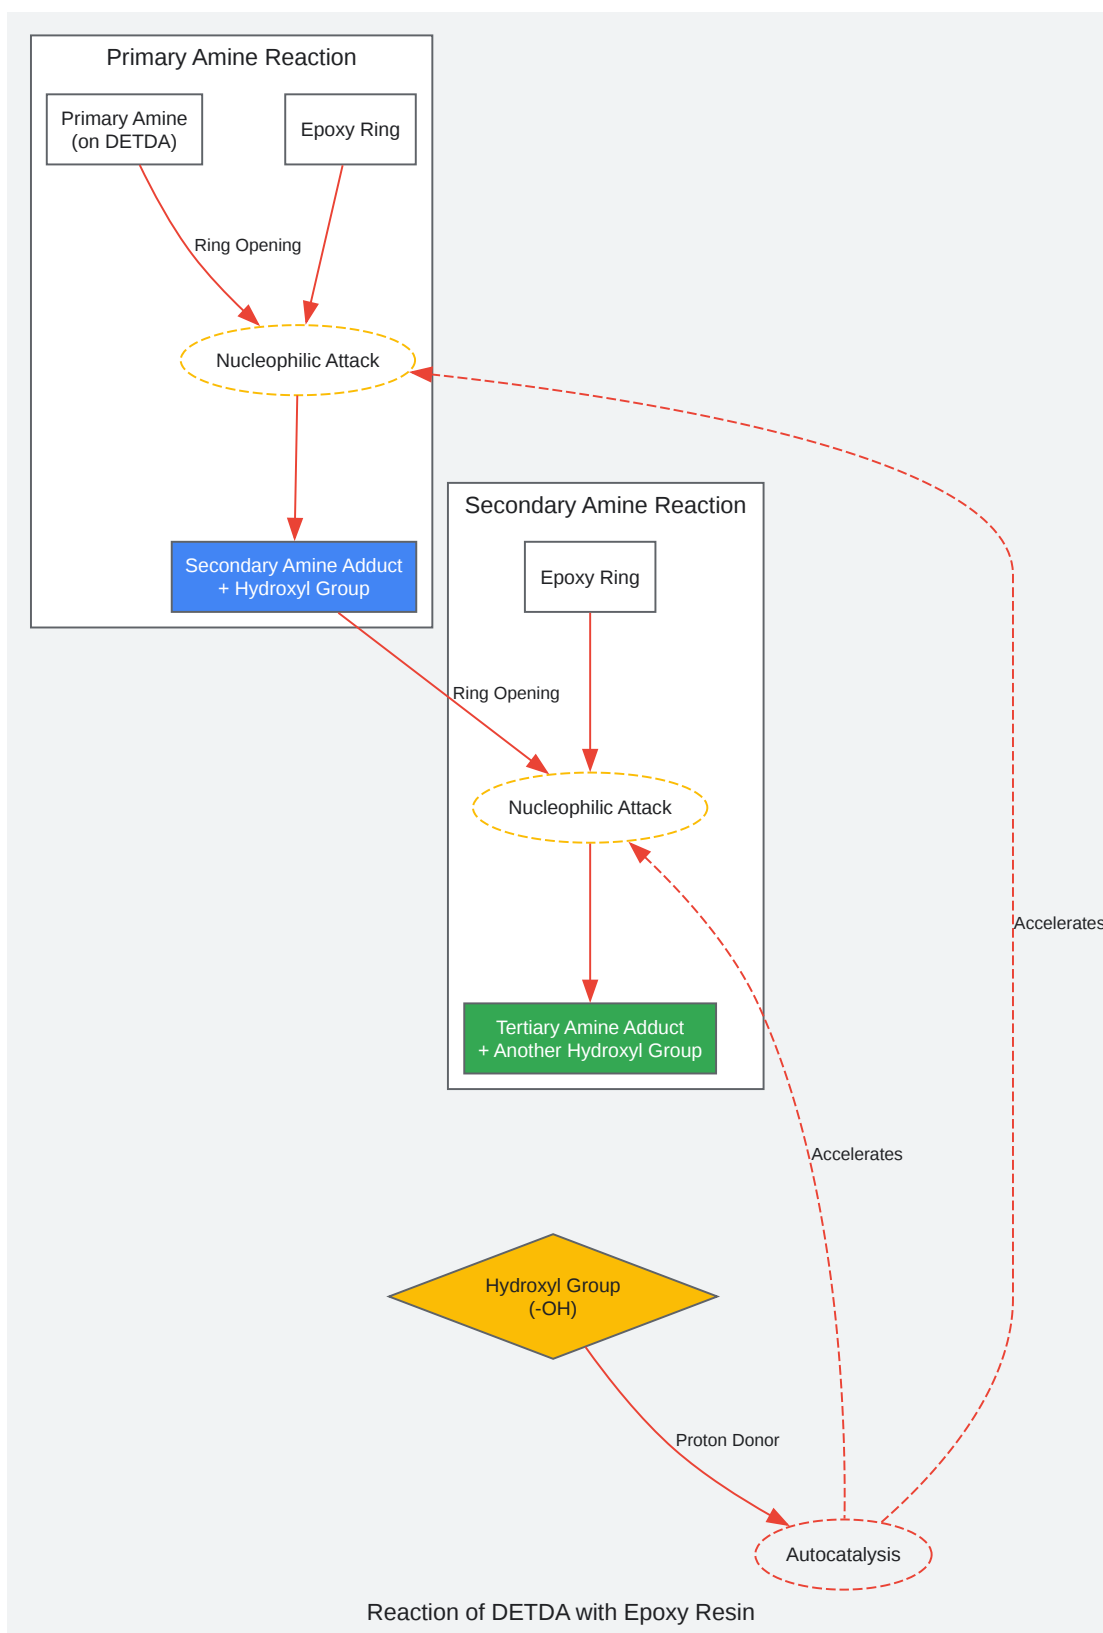 Primary Amine Reaction
Primary Amine
(on DETDA)
Epoxy Ring
Ring Opening
Nucleophilic Attack
Secondary Amine Adduct
+ Hydroxyl Group
Secondary Amine Reaction
Epoxy Ring
Ring Opening
Nucleophilic Attack
Accelerates
Tertiary Amine Adduct
+ Another Hydroxyl Group
Accelerates
Hydroxyl Group
(-OH)
Proton Donor
Autocatalysis
Reaction of DETDA with Epoxy Resin